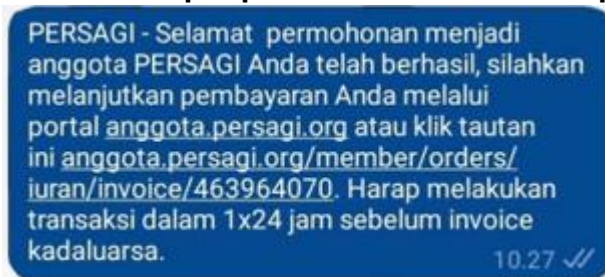 PERSAGI - Selamat permohonan menjadi
anggota PERSAGI Anda telah berhasil, silahkan
melanjutkan pembayaran Anda melalui
portal anggota.persagi.org atau klik tautan
ini anggota.persagi.org/member/orders/
iuran/invoice/463964070. Harap melakukan
transaksi dalam 1x24 jam sebelum invoice
kadaluarsa.
10.27